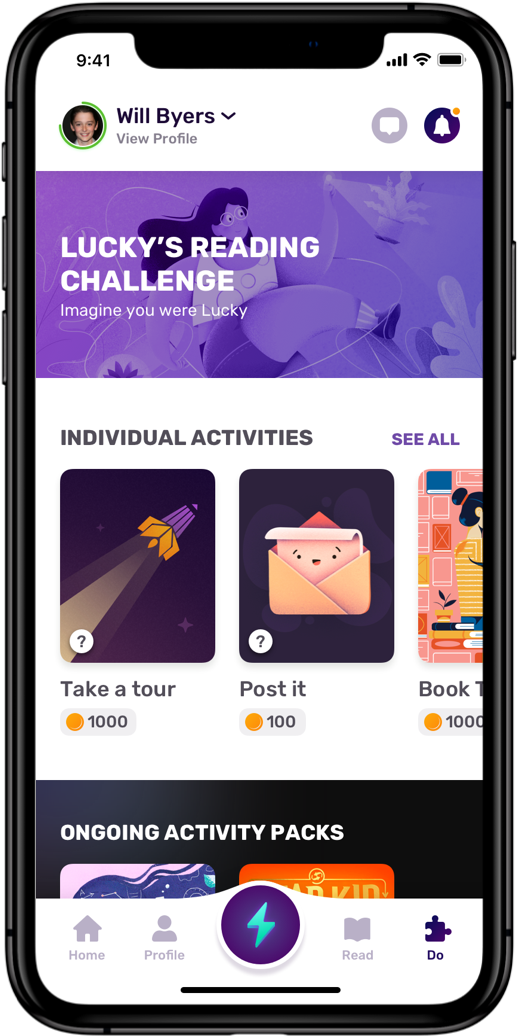 9:41
Will Byers
View Profile
LUCKY’S READING
CHALLENGE
Imagine you were Lucky
INDIVIDUAL ACTIVITIES
SEE ALL
?
?
Take a tour
Post it
Book
1000
100
1000
ONGOING ACTIVITY PACKS
KID
Home
Profile
Read
Do